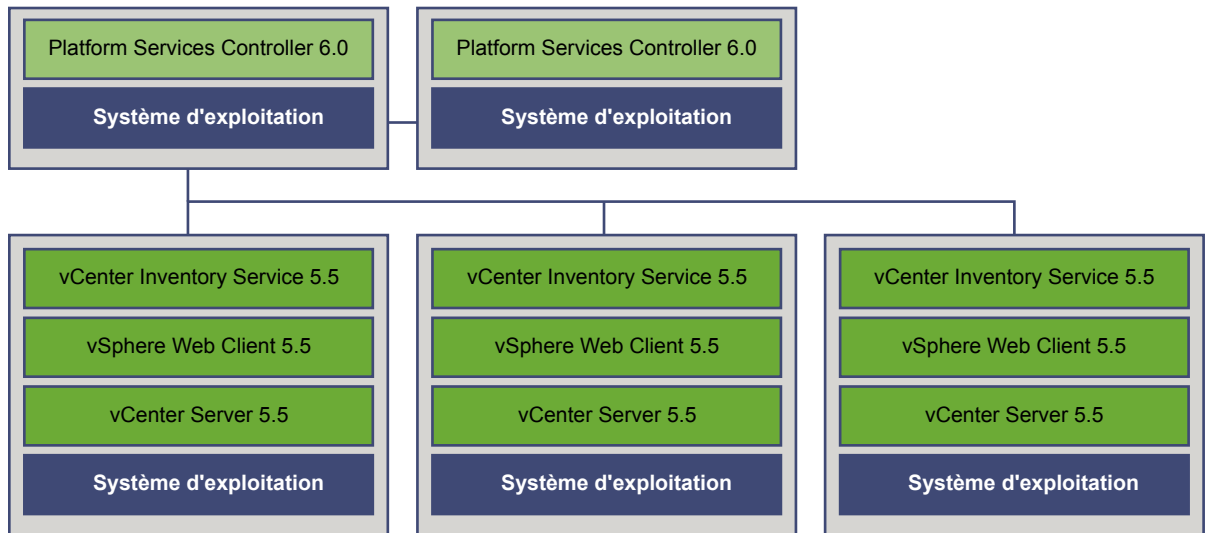 Platform Services Controller 6.0
Système d'exploitation
Platform Services Controller 6.0
Système d'exploitation
vCenter Inventory Service 5.5
vSphere Web Client 5.5
vCenter Server 5.5
Système d'exploitation
vCenter Inventory Service 5.5
vSphere Web Client 5.5
vCenter Server 5.5
Système d'exploitation
vCenter Inventory Service 5.5
vSphere Web Client 5.5
vCenter Server 5.5
Système d'exploitation